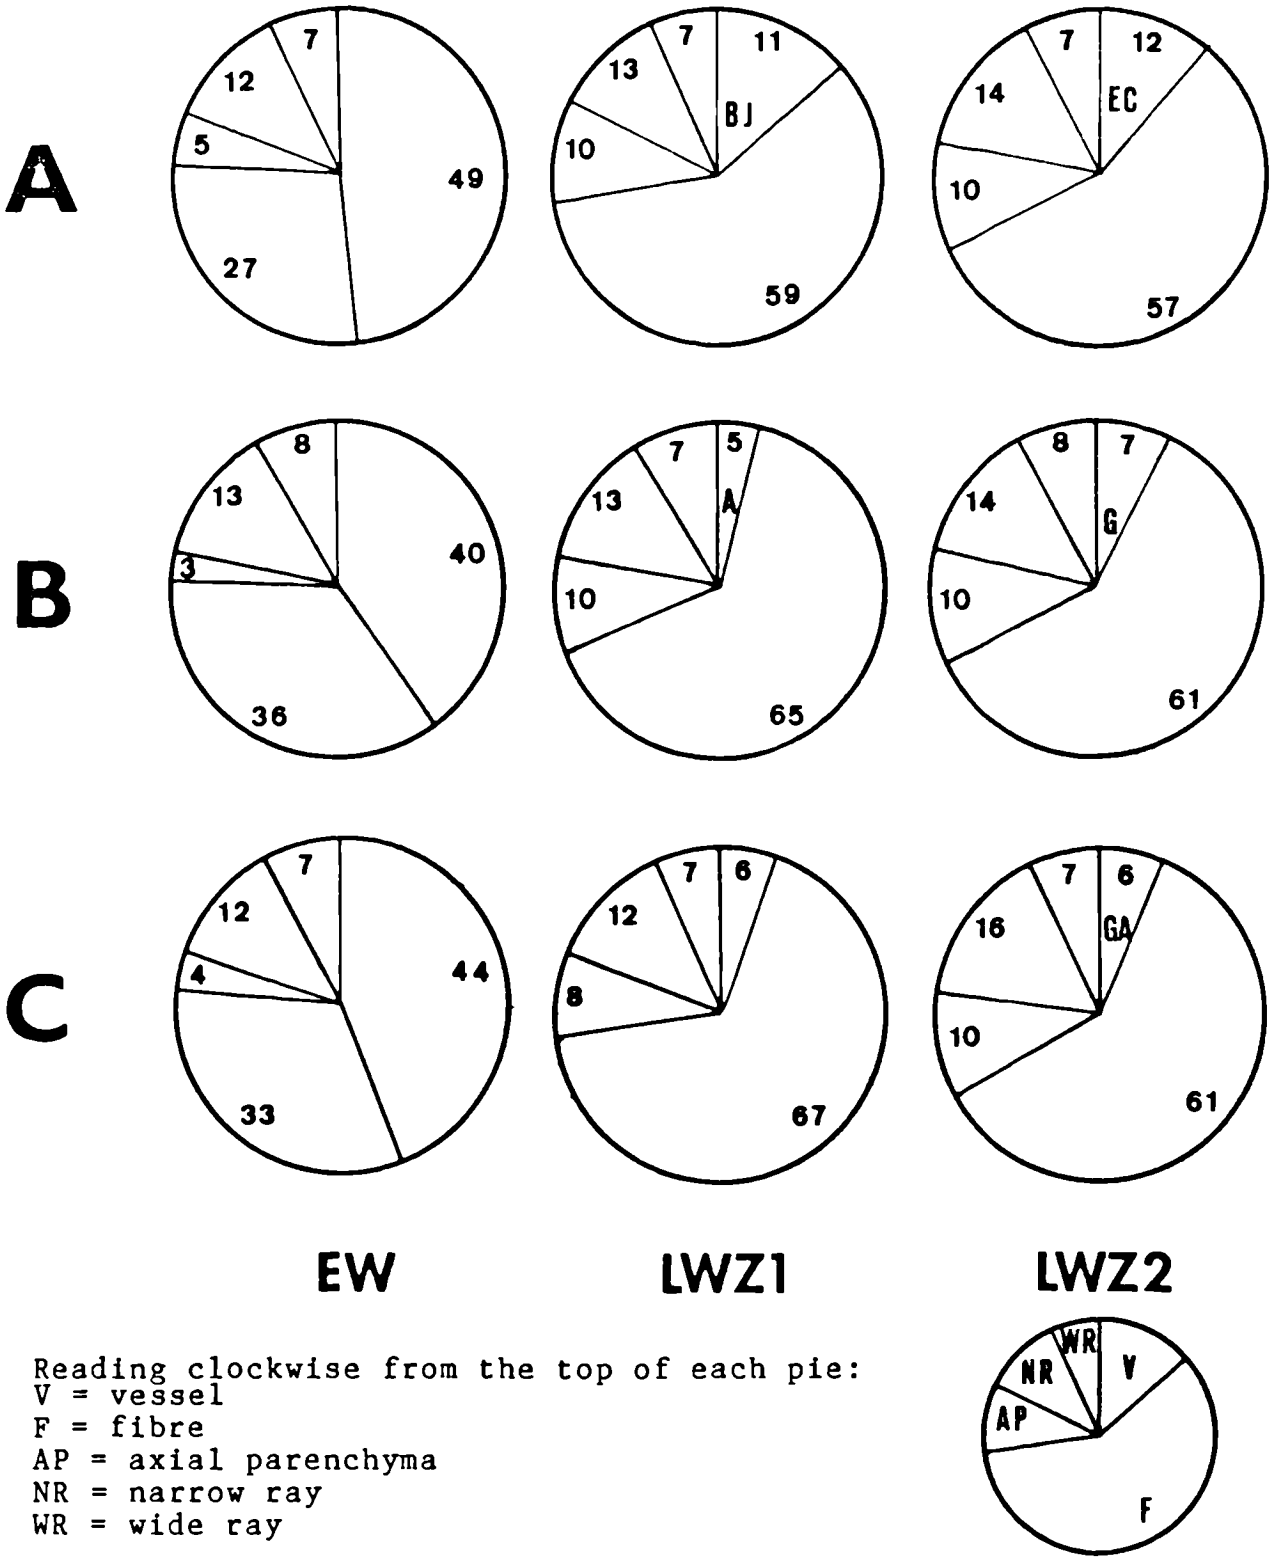 7 7 11 7 12
12 13 14
BJ EC
5 10 10
A 49
27 59 57
8 7 5 8 7
13 13 A 14 G
40
B 3 10 10
36 65 61
7 7 6 7 6
12 12 16 GA
44
C 4 8 10
33 67 61
EW LWZ1 LWZ2
Reading clockwise from the top of each pie:
V = vessel
F = fibre
AP = axial parenchyma
NR = narrow ray
WR = wide ray
WR
NR V
AP
F